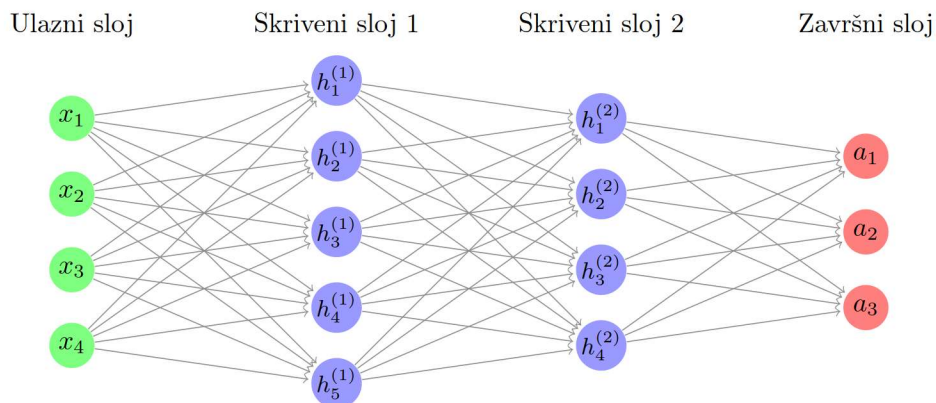 Ulazni sloj Skriveni sloj 1 Skriveni sloj 2 Završni sloj
x₁
x₂
x₃
x₄
h₁⁽¹⁾
h₂⁽¹⁾
h₃⁽¹⁾
h₄⁽¹⁾
h₅⁽¹⁾
h₁⁽²⁾
h₂⁽²⁾
h₃⁽²⁾
h₄⁽²⁾
a₁
a₂
a₃